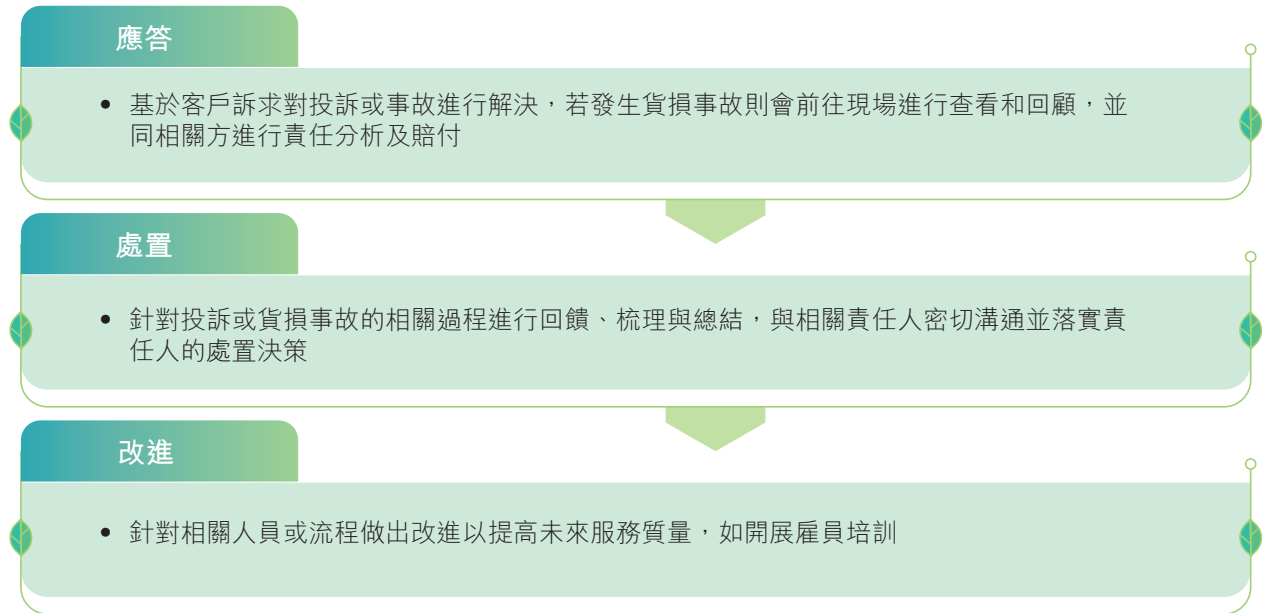 應答
• 基於客戶訴求對投訴或事故進行解決，若發生貨損事故則會前往現場進行查看和回顧，並
同相關方進行責任分析及賠付
處置
• 針對投訴或貨損事故的相關過程進行回饋、梳理與總結，與相關責任人密切溝通並落實責
任人的處置決策
改進
• 針對相關人員或流程做出改進以提高未來服務質量，如開展雇員培訓